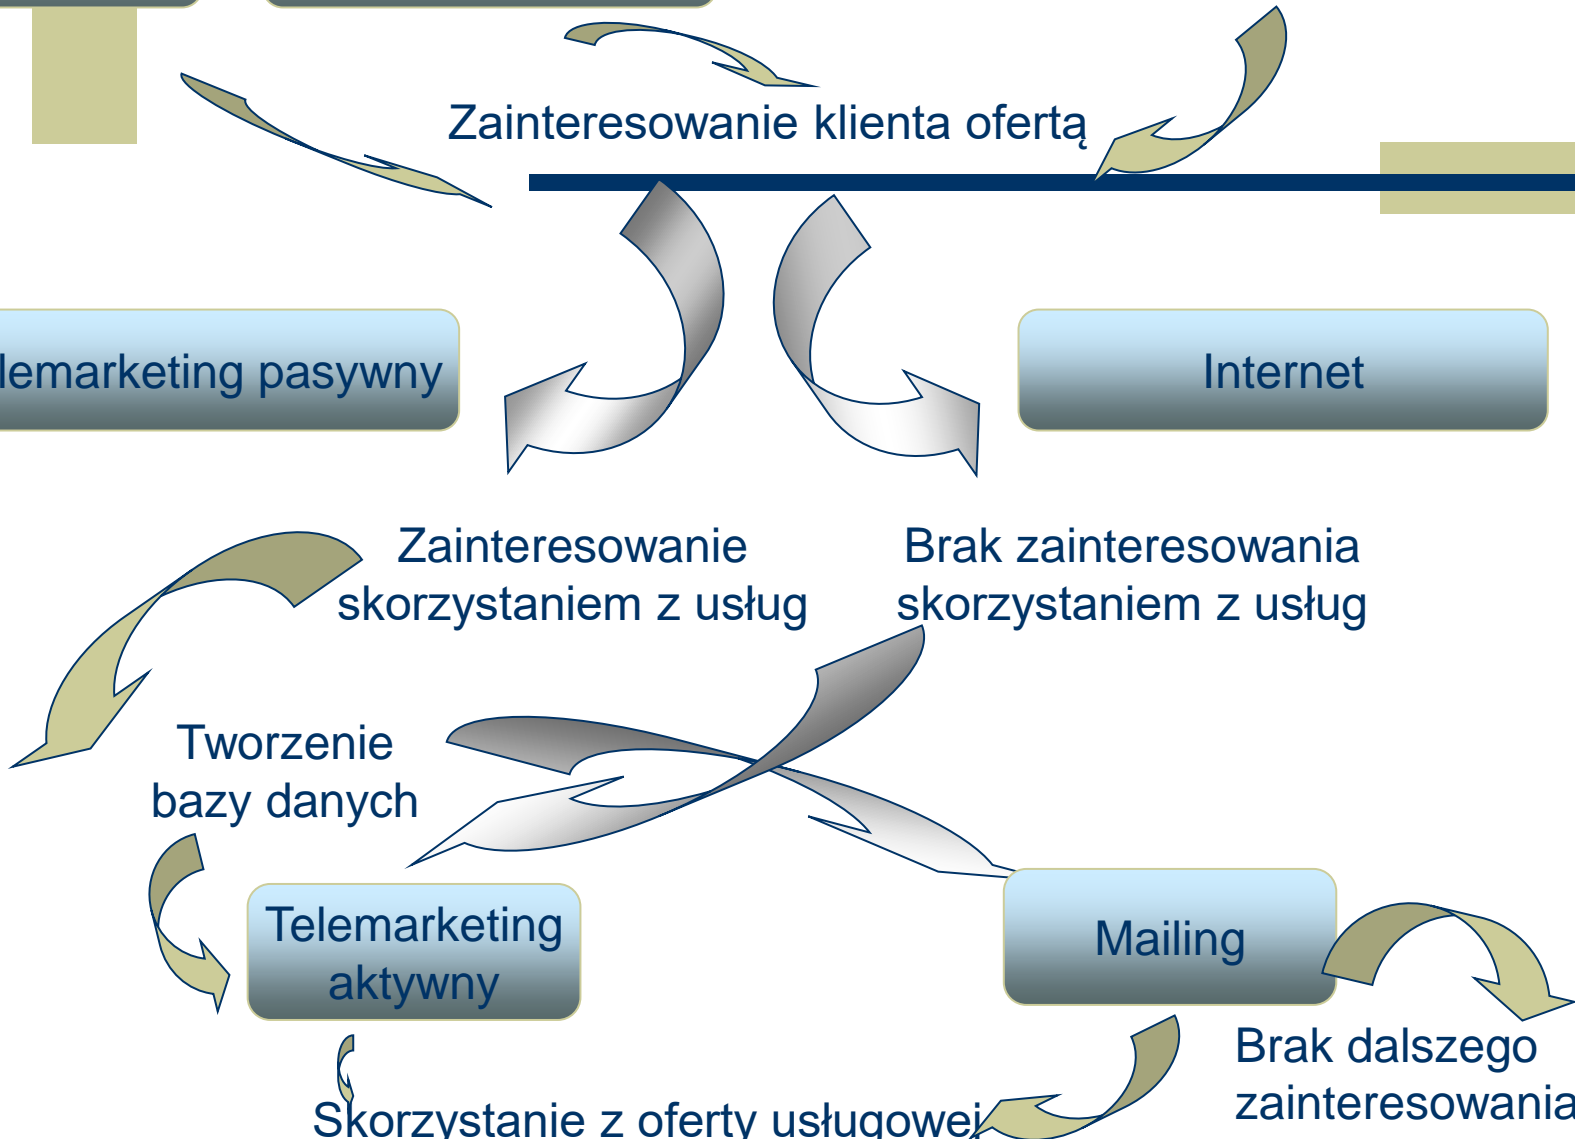 Zainteresowanie klienta ofertą
lemarketing pasywny
Internet
Zainteresowanie
skorzystaniem z usług
Brak zainteresowania
skorzystaniem z usług
Tworzenie
bazy danych
Telemarketing
aktywny
Mailing
Brak dalszego
zainteresowania
Skorzystanie z oferty usługowej